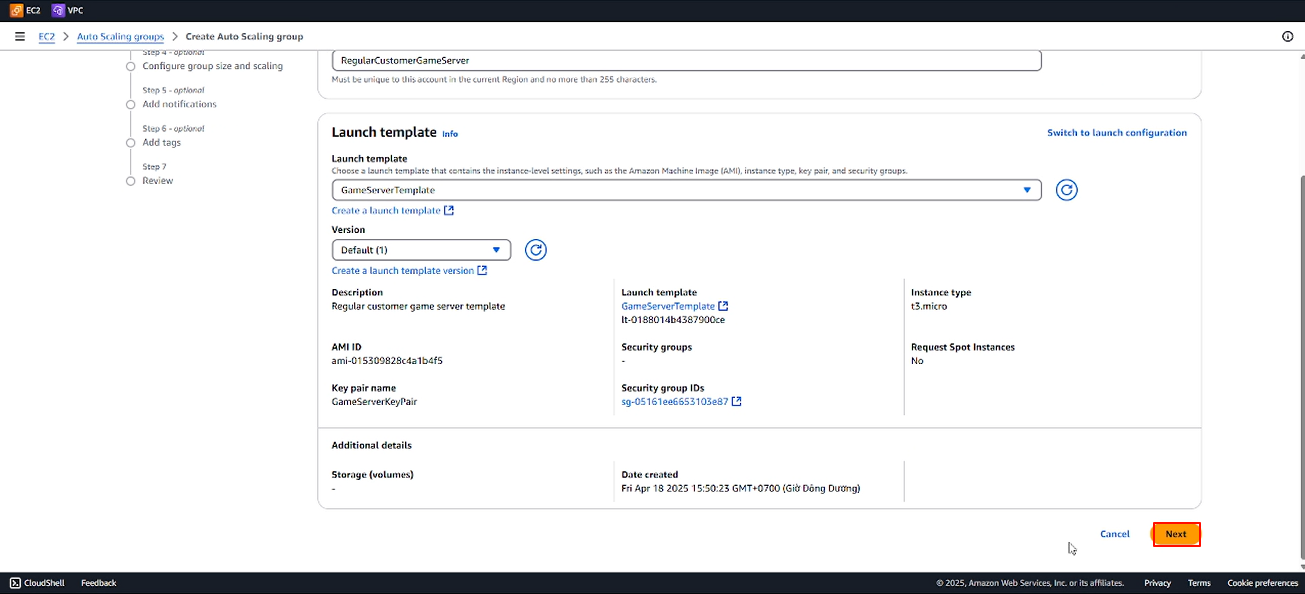 EC2 VPC
EC2 > Auto Scaling groups > Create Auto Scaling group
Step 4 - optional
Configure group size and scaling
Step 5 - optional
Add notifications
Step 6 - optional
Add tags
Step 7
Review
RegularCustomerGameServer
Must be unique to this account in the current Region and no more than 255 characters.
Launch template Info
Switch to launch configuration
Launch template
Choose a launch template that contains the instance-level settings, such as the Amazon Machine Image (AMI), instance type, key pair, and security groups.
GameServerTemplate
Create a launch template
Version
Default (1)
Create a launch template version
Description
Regular customer game server template
Launch template
GameServerTemplate
lt-0188014b4387900ce
Instance type
t3.micro
AMI ID
ami-015309828c4a1b4f5
Security groups
-
Request Spot Instances
No
Key pair name
GameServerKeyPair
Security group IDs
sg-05161ee6653103e87
Additional details
Storage (volumes)
-
Date created
Fri Apr 18 2025 15:50:23 GMT+0700 (Giờ Đông Dương)
Cancel Next
CloudShell Feedback © 2025, Amazon Web Services, Inc. or its affiliates. Privacy Terms Cookie preferences